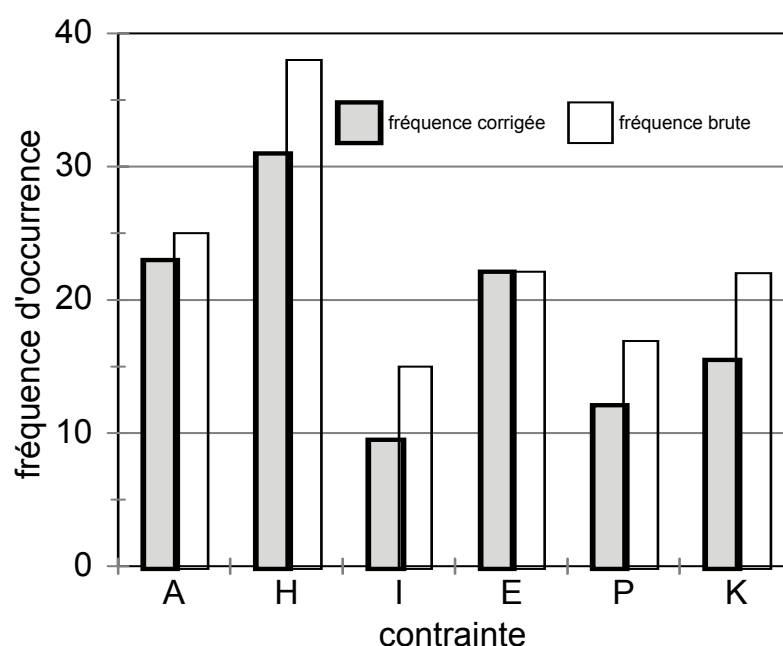 40
30
20
10
0
fréquence d'occurrence
fréquence corrigée
fréquence brute
A H I E P K
contrainte